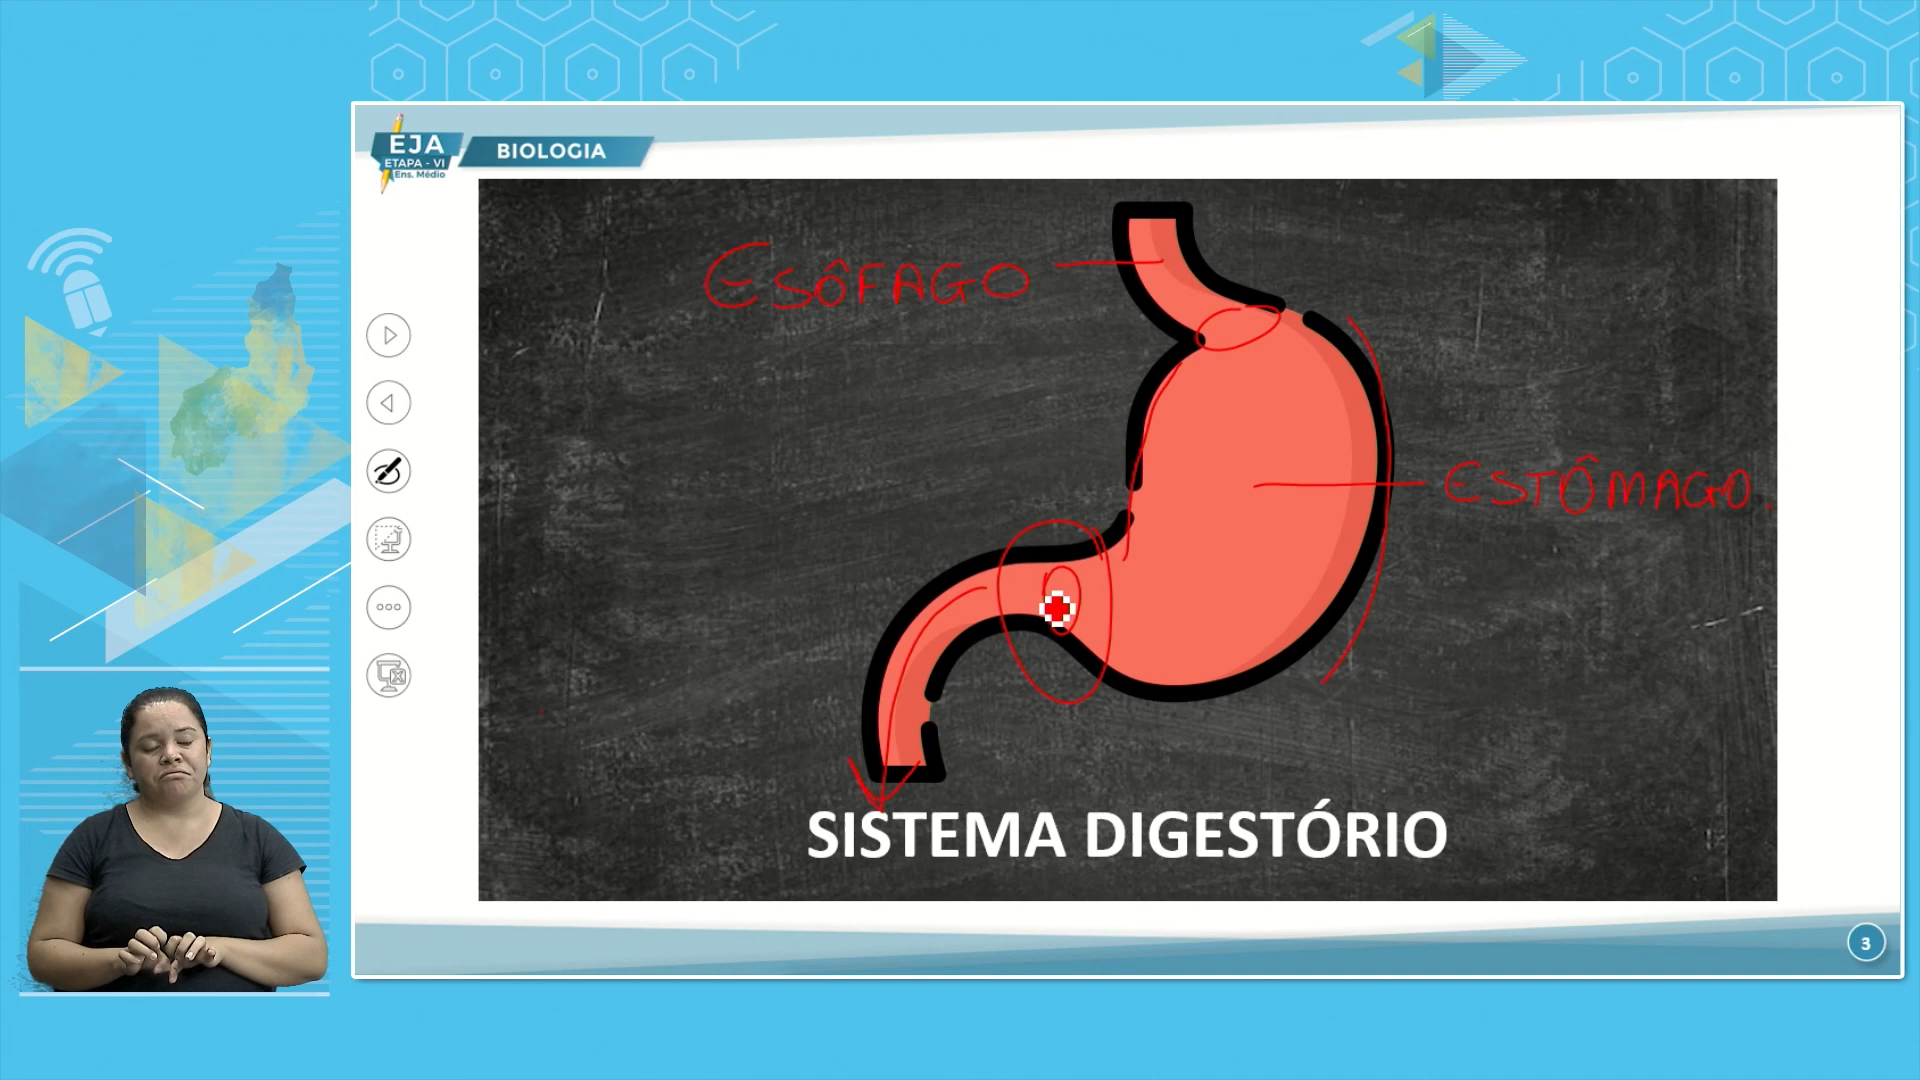 EJA
ETAPA - VI
Ens. Médio
BIOLOGIA
ESÔFAGO
ESTÔMAGO.
SISTEMA DIGESTÓRIO
3